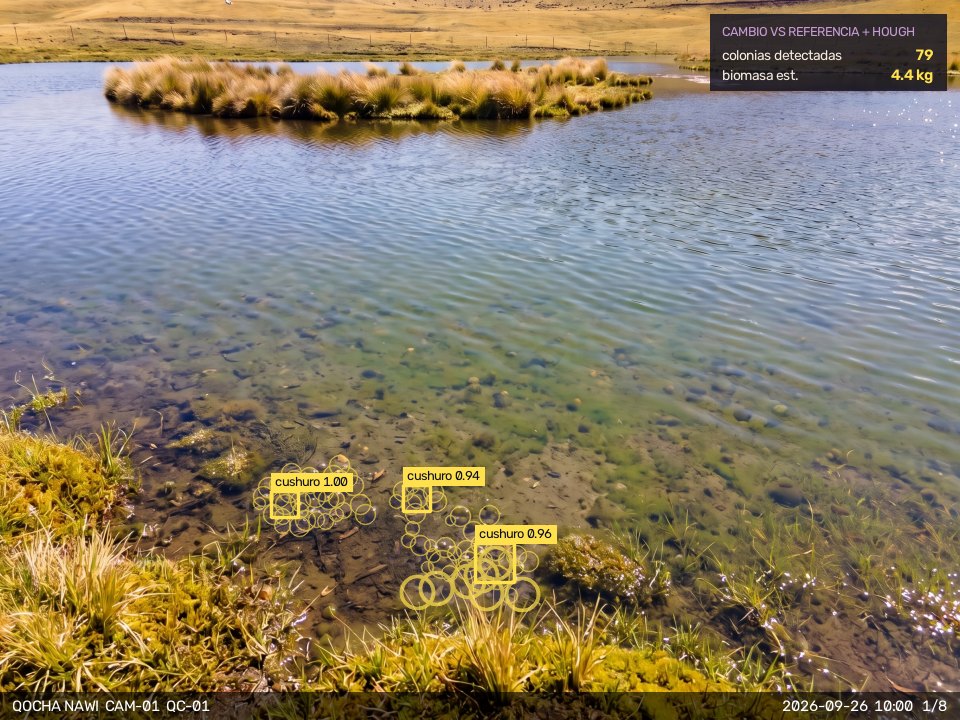 CAMBIO VS REFERENCIA + HOUGH
colonias detectadas 79
biomasa est. 4.4 kg
cushuro 1.00
cushuro 0.94
cushuro 0.96
QOCHA ÑAWI CAM-01 QC-01 2026-09-26 10:00 1/8